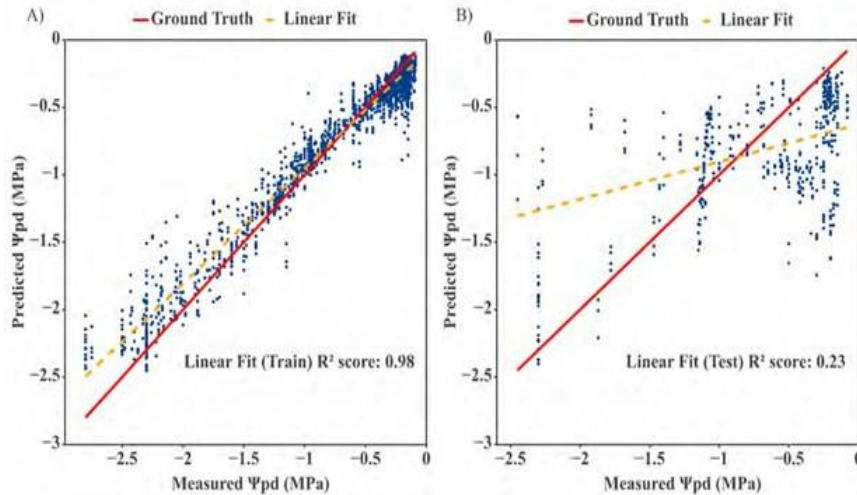 A)
Ground Truth
Linear Fit
0
−0.5
−1
−1.5
−2
−2.5
−3
Predicted Ψpd (MPa)
Linear Fit (Train) R² score: 0.98
−2.5
−2
−1.5
−1
−0.5
0
Measured Ψpd (MPa)
B)
Ground Truth
Linear Fit
0
−0.5
−1
−1.5
−2
−2.5
−3
Predicted Ψpd (MPa)
Linear Fit (Test) R² score: 0.23
−2.5
−2
−1.5
−1
−0.5
0
Measured Ψpd (MPa)